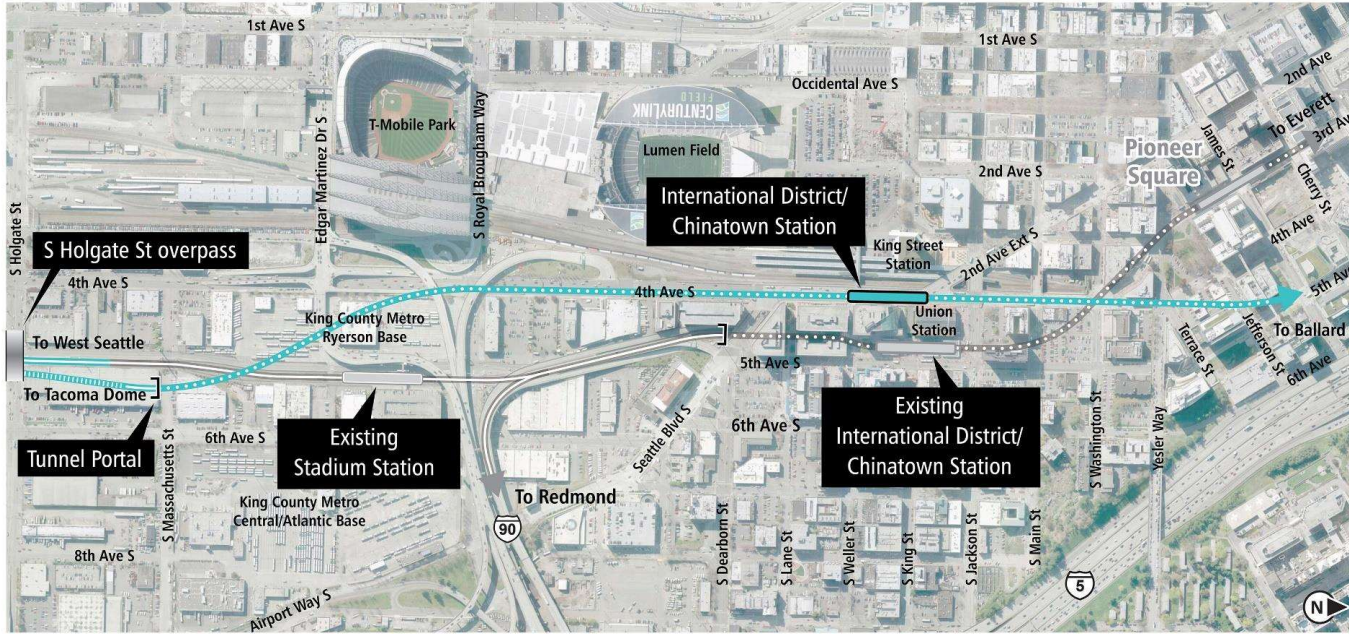 1st Ave S
1st Ave S
2nd Ave
Occidental Ave S
To Everett
3rd Av
T-Mobile Park
CENTURYLINK
FIELD
Lumen Field
Edgar Martinez Dr S
S Royal Brougham Way
James St
Pioneer
Square
2nd Ave S
Cherry St
4th Ave
S Holgate St
International District/
Chinatown Station
King Street
Station
2nd Ave Ext S
S Holgate St overpass
4th Ave S
4th Ave S
5th Ave
King County Metro
Ryerson Base
Union
Station
To Ballard
To West Seattle
5th Ave S
Terrace St
Jefferson St
6th Ave
To Tacoma Dome
Tunnel Portal
6th Ave S
Existing
Stadium Station
Seattle Blvd S
6th Ave S
Existing
International District/
Chinatown Station
S Washington St
Yesler Way
S Massachusetts St
King County Metro
Central/Atlantic Base
To Redmond
90
8th Ave S
S Dearborn St
S Lane St
S Weller St
S King St
S Jackson St
S Main St
5
Airport Way S
N